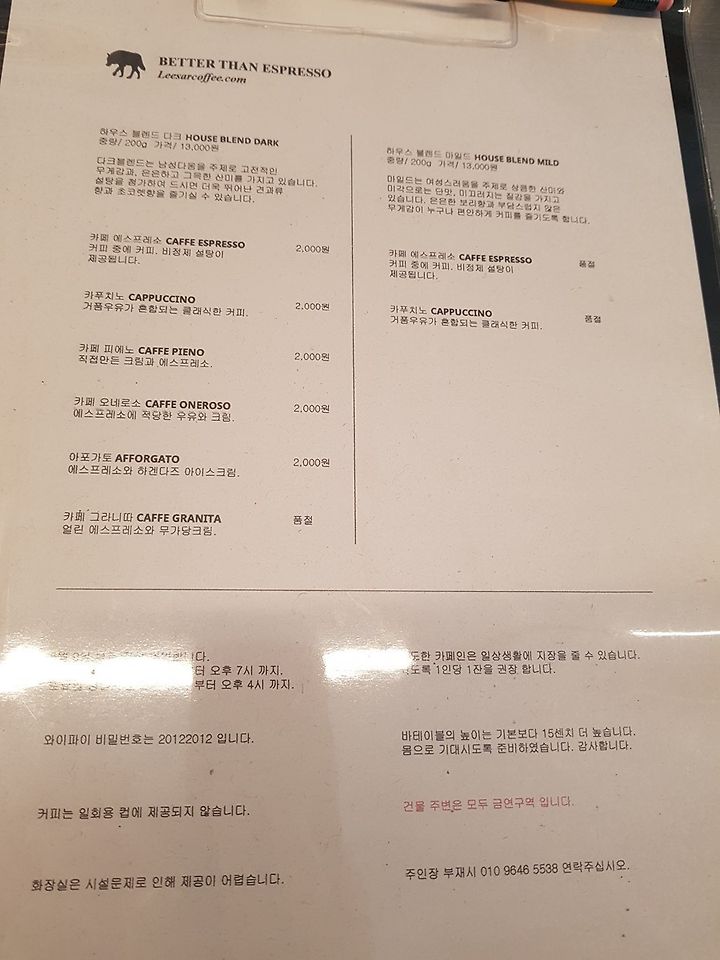 BETTER THAN ESPRESSO
Leesarcoffee.com
하우스 블렌드 다크 HOUSE BLEND DARK
중량/ 200g 가격/ 13,000원
다크블렌드는 남성다움을 주제로 고전적인
무게감과, 은은하고 그윽한 산미를 가지고 있습니다.
설탕을 첨가하여 드시면 더욱 뛰어난 견과류
향과 초코렛향을 즐기실 수 있습니다.
카페 에스프레소 CAFFE ESPRESSO 2,000원
커피 중에 커피. 비정제 설탕이
제공됩니다.
카푸치노 CAPPUCCINO 2,000원
거품우유가 혼합되는 클래식한 커피.
카페 피에노 CAFFE PIENO 2,000원
직접만든 크림과 에스프레소.
카페 오네로소 CAFFE ONEROSO 2,000원
에스프레소에 적당한 우유와 크림.
아포가토 AFFORGATO 2,000원
에스프레소와 하겐다즈 아이스크림.
카페 그라니따 CAFFE GRANITA 품절
얼린 에스프레소와 무가당크림.
하우스 블렌드 마일드 HOUSE BLEND MILD
중량/ 200g 가격/ 13,000원
마일드는 여성스러움을 주제로 상큼한 산미와
미각으로는 단맛, 미끄러지는 질감을 가지고
있습니다. 은은한 보리향과 부담스럽지 않은
무게감이 누구나 편안하게 커피를 즐기도록 합니다.
카페 에스프레소 CAFFE ESPRESSO 품절
커피 중에 커피. 비정제 설탕이
제공됩니다.
카푸치노 CAPPUCCINO 품절
거품우유가 혼합되는 클래식한 커피.
오후 7시 까지.
부터 오후 4시 까지.
와이파이 비밀번호는 20122012 입니다.
커피는 일회용 컵에 제공되지 않습니다.
화장실은 시설문제로 인해 제공이 어렵습니다.
카페인은 일상생활에 지장을 줄 수 있습니다.
1인당 1잔을 권장 합니다.
바테이블의 높이는 기본보다 15센치 더 높습니다.
몸으로 기대시도록 준비하였습니다. 감사합니다.
건물 주변은 모두 금연구역 입니다.
주인장 부재시 010 9646 5538 연락주십시오.